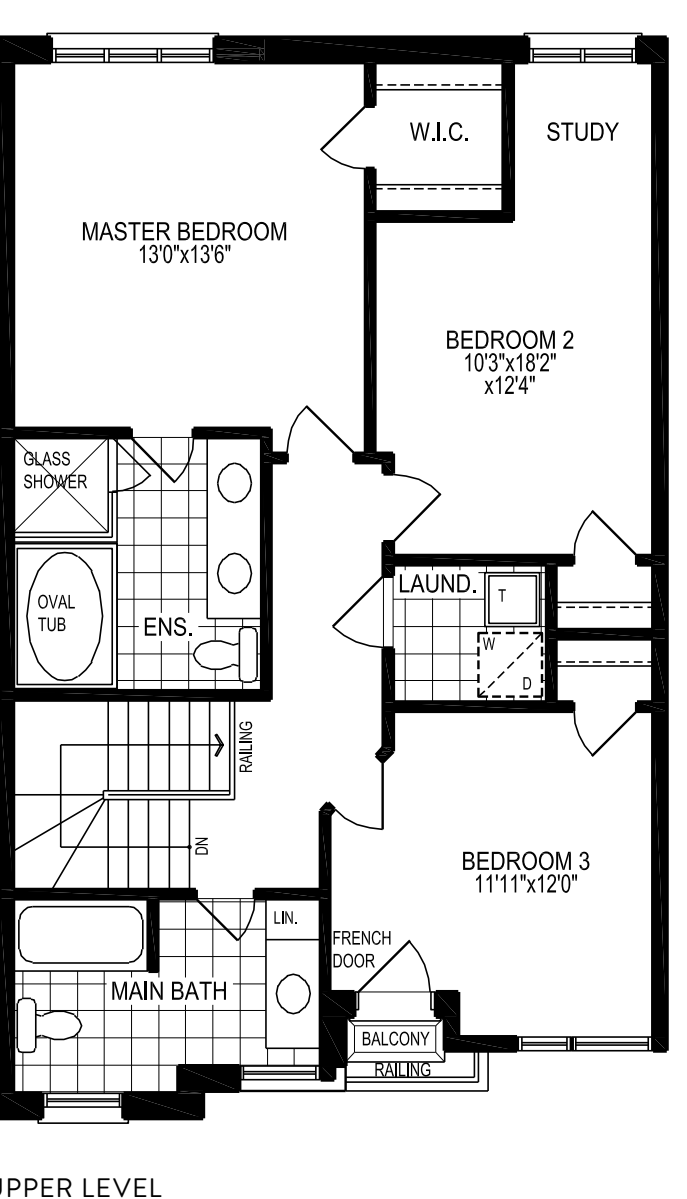 W.I.C.
STUDY
MASTER BEDROOM
13'0"x13'6"
BEDROOM 2
10'3"x18'2"
x12'4"
GLASS
SHOWER
OVAL
TUB
ENS.
LAUND.
T
W
D
RAILING
DN
BEDROOM 3
11'11"x12'0"
LIN.
FRENCH
DOOR
MAIN BATH
BALCONY
RAILING
UPPER LEVEL